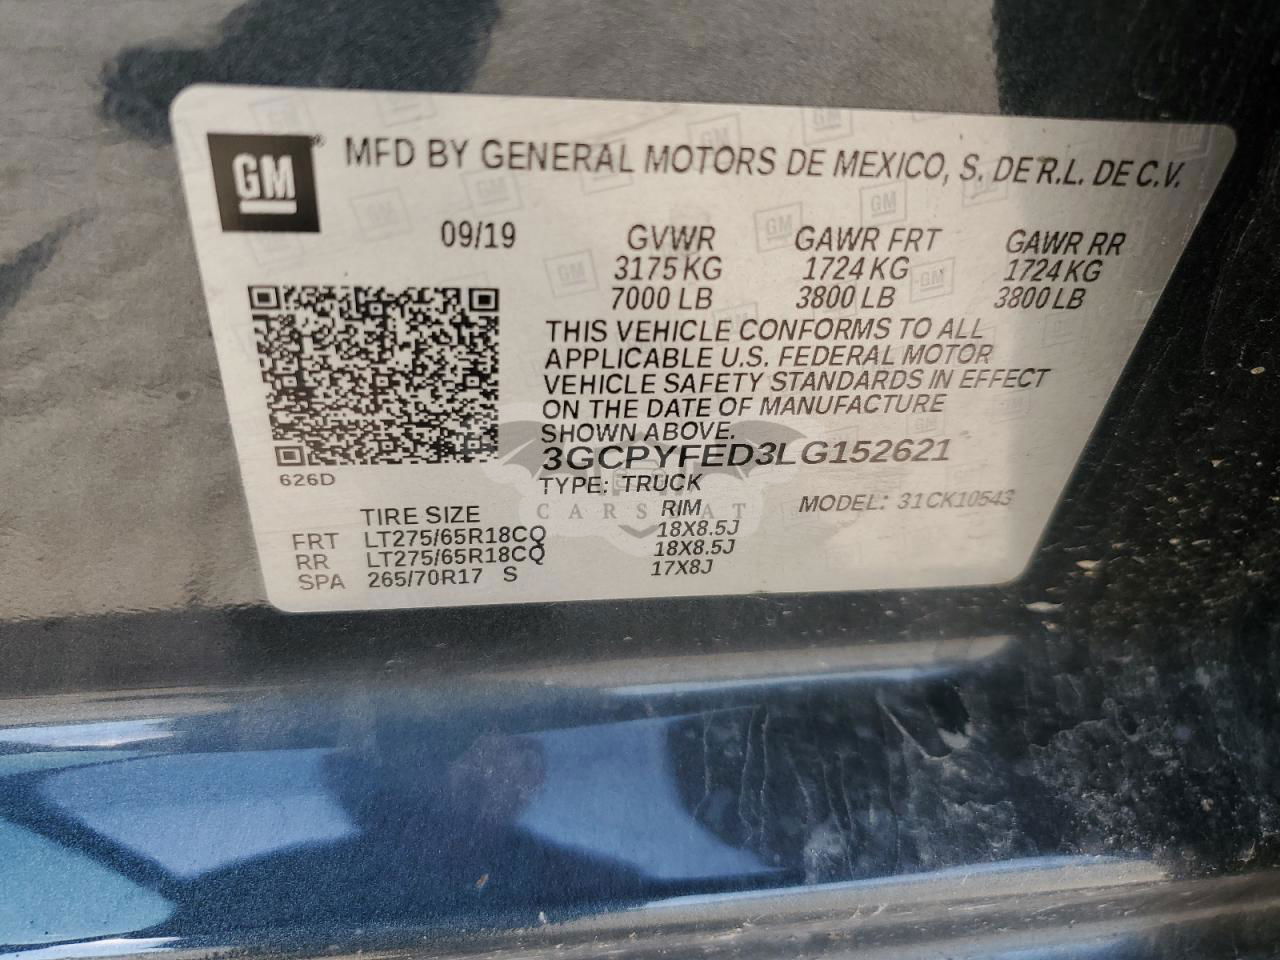 GM
MFD BY GENERAL MOTORS DE MEXICO, S. DE R.L. DE C.V.
09/19 GVWR GAWR FRT GAWR RR
3175 KG 1724 KG 1724 KG
7000 LB 3800 LB 3800 LB
THIS VEHICLE CONFORMS TO ALL
APPLICABLE U.S. FEDERAL MOTOR
VEHICLE SAFETY STANDARDS IN EFFECT
ON THE DATE OF MANUFACTURE
SHOWN ABOVE.
3GCPYFED3LG152621
626D
TYPE: TRUCK
MODEL: 31CK10543
TIRE SIZE RIM
FRT LT275/65R18CQ 18X8.5J
RR LT275/65R18CQ 18X8.5J
SPA 265/70R17 S 17X8J